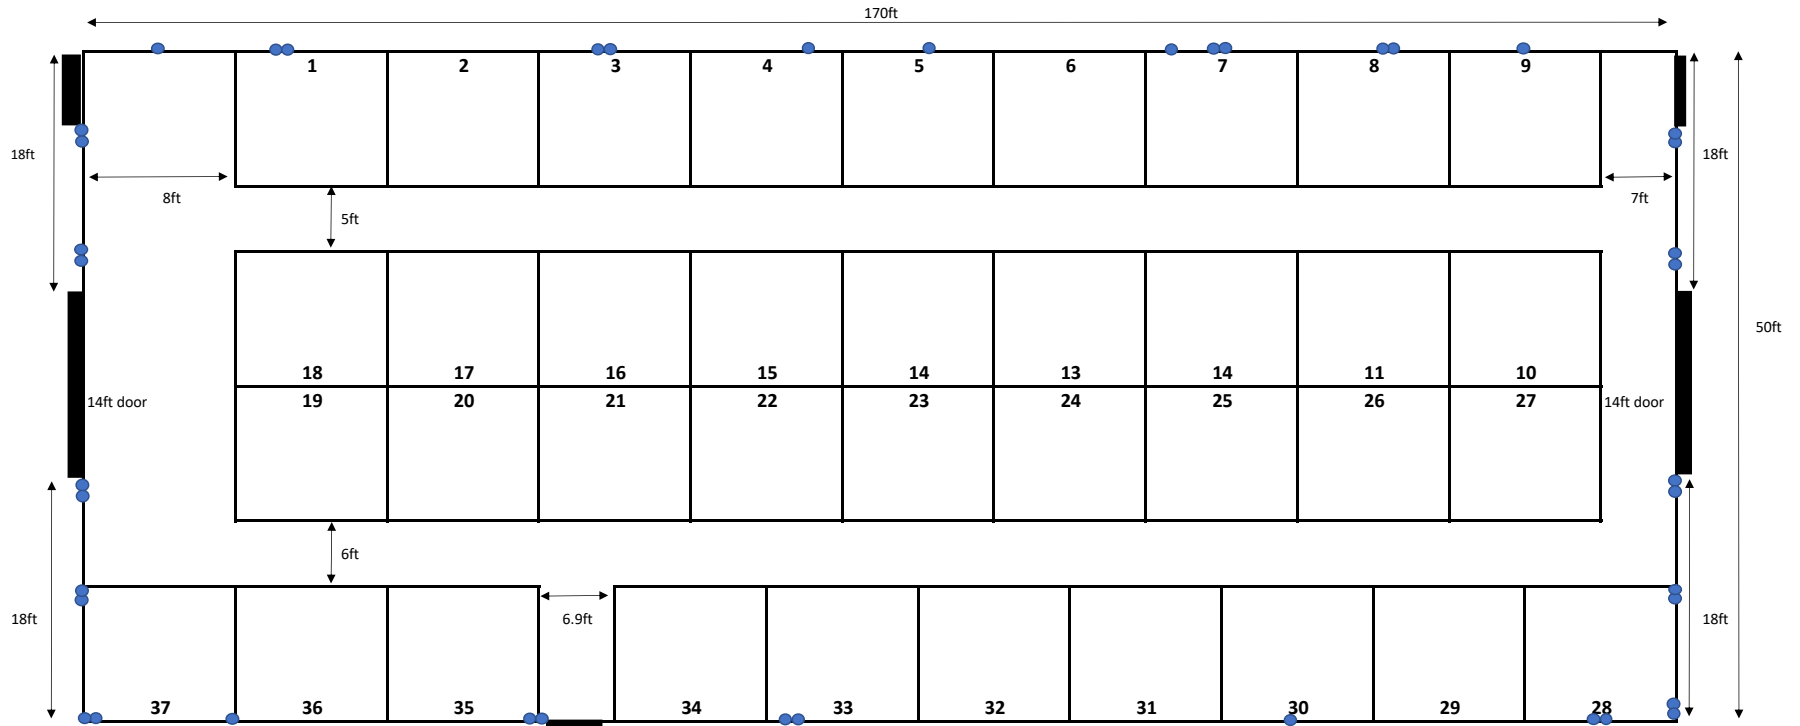 170ft
1 2 3 4 5 6 7 8 9
18ft 18ft
8ft 7ft
5ft
50ft
18 17 16 15 14 13 14 11 10
14ft door 19 20 21 22 23 24 25 26 27 14ft door
6ft
18ft 6.9ft 18ft
37 36 35 34 33 32 31 30 29 28